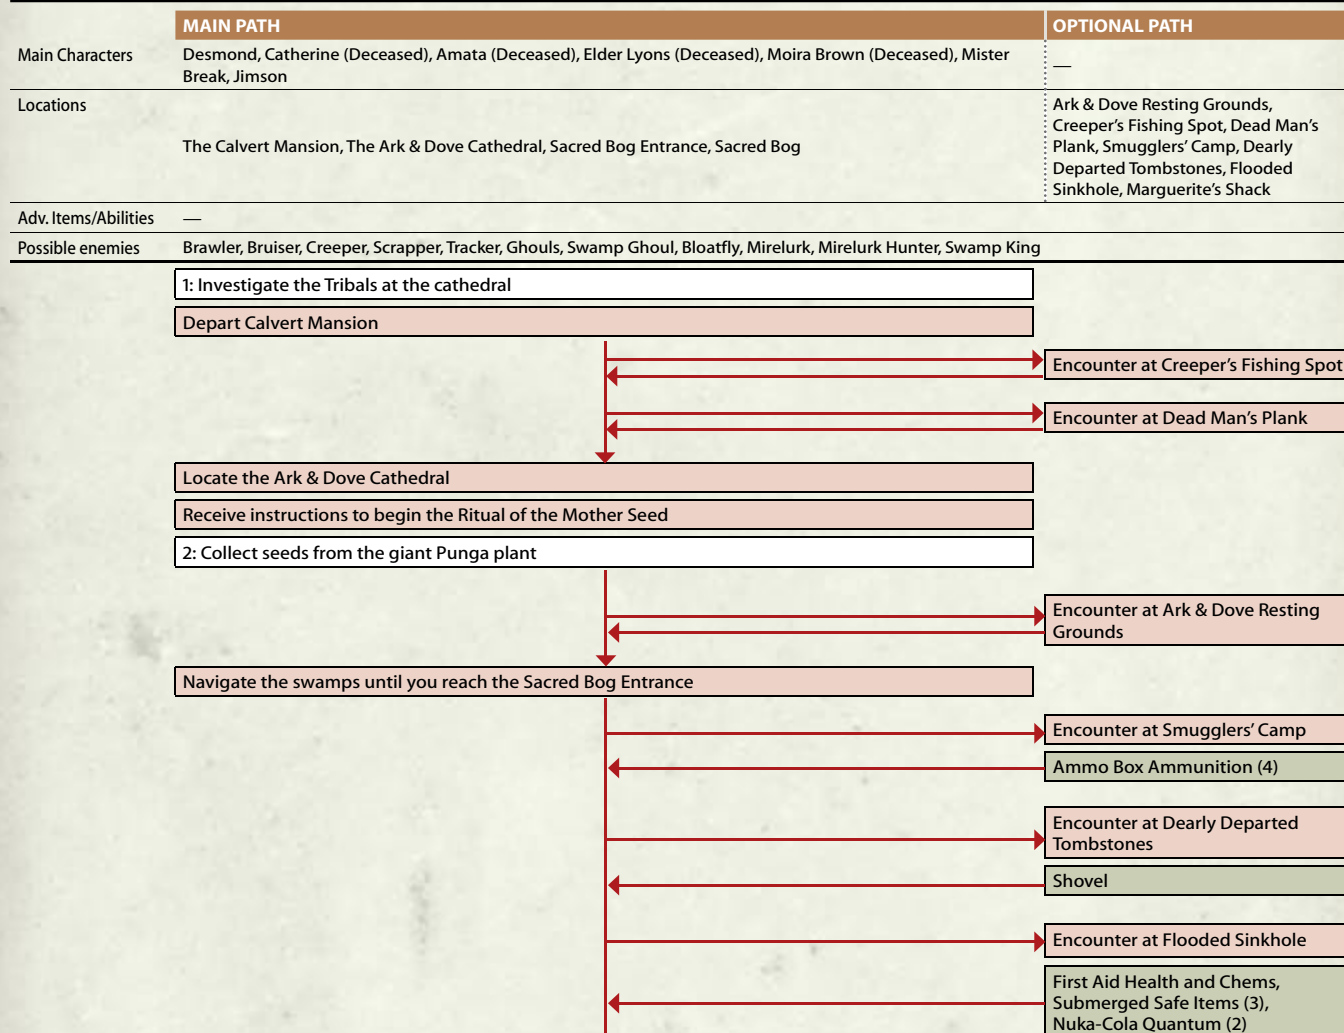 MAIN PATH
OPTIONAL PATH
Main Characters
Desmond, Catherine (Deceased), Amata (Deceased), Elder Lyons (Deceased), Moira Brown (Deceased), Mister
Break, Jimson
—
Locations
The Calvert Mansion, The Ark & Dove Cathedral, Sacred Bog Entrance, Sacred Bog
Ark & Dove Resting Grounds,
Creeper's Fishing Spot, Dead Man's
Plank, Smugglers' Camp, Dearly
Departed Tombstones, Flooded
Sinkhole, Marguerite's Shack
Adv. Items/Abilities
—
Possible enemies
Brawler, Bruiser, Creeper, Scrapper, Tracker, Ghouls, Swamp Ghoul, Bloatfly, Mirelurk, Mirelurk Hunter, Swamp King
1: Investigate the Tribals at the cathedral
Depart Calvert Mansion
Encounter at Creeper's Fishing Spot
Encounter at Dead Man's Plank
Locate the Ark & Dove Cathedral
Receive instructions to begin the Ritual of the Mother Seed
2: Collect seeds from the giant Punga plant
Encounter at Ark & Dove Resting
Grounds
Navigate the swamps until you reach the Sacred Bog Entrance
Encounter at Smugglers' Camp
Ammo Box Ammunition (4)
Encounter at Dearly Departed
Tombstones
Shovel
Encounter at Flooded Sinkhole
First Aid Health and Chems,
Submerged Safe Items (3),
Nuka-Cola Quantum (2)